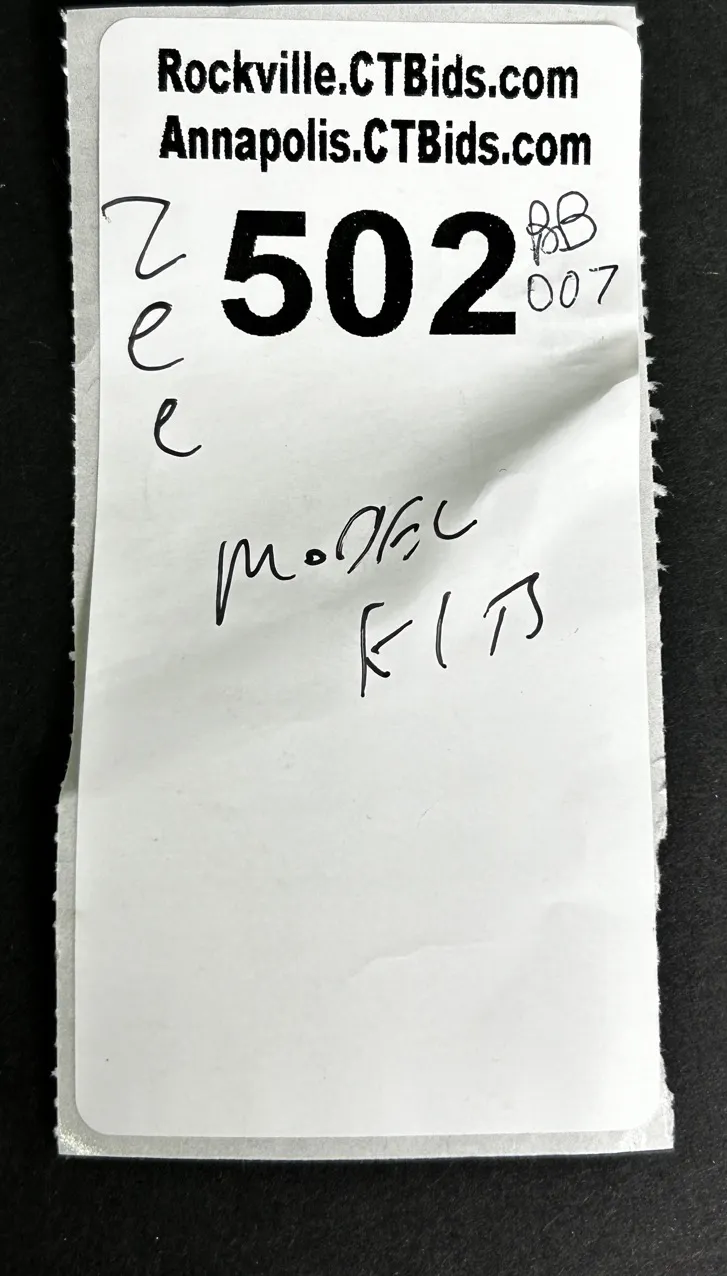 Rockville.CTBids.com
Annapolis.CTBids.com
502
BB
007
Z
e
e
MODEL
KITS